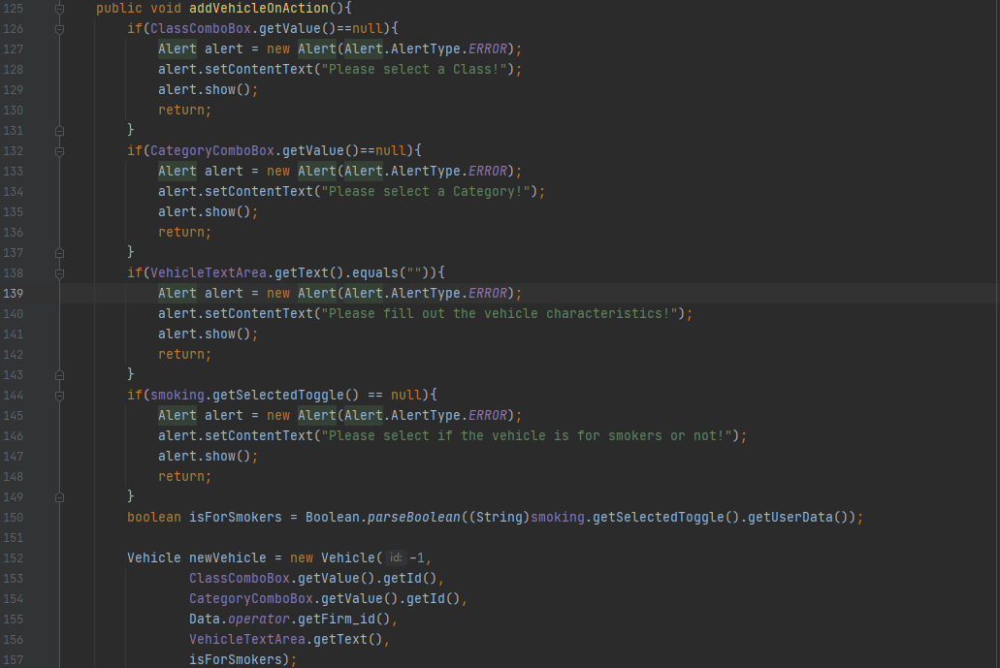 125 public void addVehicleOnAction(){
126 if(ClassComboBox.getValue()==null){
127 Alert alert = new Alert(Alert.AlertType.ERROR);
128 alert.setContentText("Please select a Class!");
129 alert.show();
130 return;
131 }
132 if(CategoryComboBox.getValue()==null){
133 Alert alert = new Alert(Alert.AlertType.ERROR);
134 alert.setContentText("Please select a Category!");
135 alert.show();
136 return;
137 }
138 if(VehicleTextArea.getText().equals("")){
139 Alert alert = new Alert(Alert.AlertType.ERROR);
140 alert.setContentText("Please fill out the vehicle characteristics!");
141 alert.show();
142 return;
143 }
144 if(smoking.getSelectedToggle() == null){
145 Alert alert = new Alert(Alert.AlertType.ERROR);
146 alert.setContentText("Please select if the vehicle is for smokers or not!");
147 alert.show();
148 return;
149 }
150 boolean isForSmokers = Boolean.parseBoolean((String)smoking.getSelectedToggle().getUserData());
151
152 Vehicle newVehicle = new Vehicle( id: -1,
153 ClassComboBox.getValue().getId(),
154 CategoryComboBox.getValue().getId(),
155 Data.operator.getFirm_id(),
156 VehicleTextArea.getText(),
157 isForSmokers);